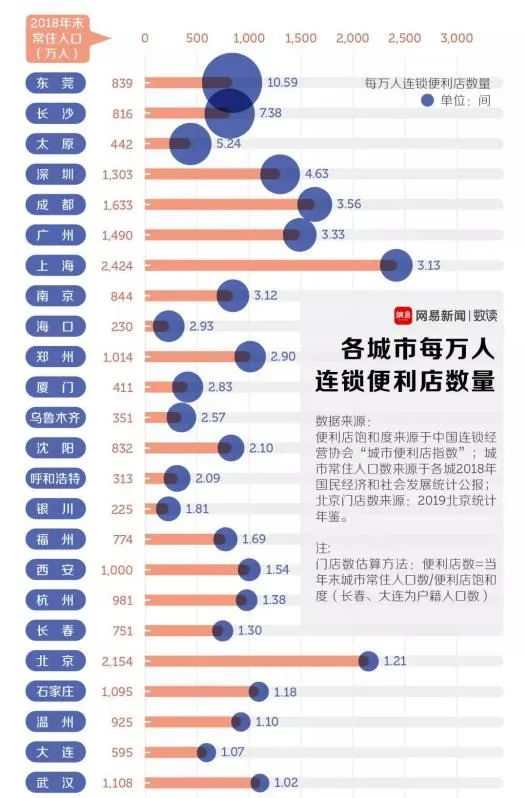 2018年末
常住人口
(万人)
0 500 1,000 1,500 2,000 2,500 3,000
每万人连锁便利店数量
单位：间
东莞 839 10.59
长沙 816 7.38
太原 442 5.24
深圳 1,303 4.63
成都 1,633 3.56
广州 1,490 3.33
上海 2,424 3.13
南京 844 3.12
海口 230 2.93
郑州 1,014 2.90
厦门 411 2.83
乌鲁木齐 351 2.57
沈阳 832 2.10
呼和浩特 313 2.09
银川 225 1.81
福州 774 1.69
西安 1,000 1.54
杭州 981 1.38
长春 751 1.30
北京 2,154 1.21
石家庄 1,095 1.18
温州 925 1.10
大连 595 1.07
武汉 1,108 1.02
网易 网易新闻 | 数读
各城市每万人
连锁便利店数量
数据来源：
便利店饱和度来源于中国连锁经
营协会“城市便利店指数”；城
市常住人口数来源于各城2018年
国民经济和社会发展统计公报；
北京门店数来源：2019北京统计
年鉴。
注：
门店数估算方法：便利店数=当
年末城市常住人口数/便利店饱和
度（长春、大连为户籍人口数）